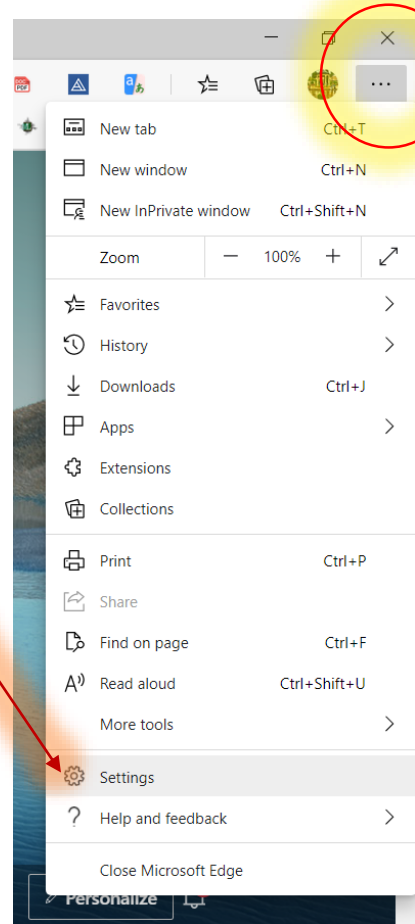 New tab Ctrl+T
New window Ctrl+N
New InPrivate window Ctrl+Shift+N
Zoom — 100% +
Favorites
History
Downloads Ctrl+J
Apps
Extensions
Collections
Print Ctrl+P
Share
Find on page Ctrl+F
Read aloud Ctrl+Shift+U
More tools
Settings
Help and feedback
Close Microsoft Edge
Personalize